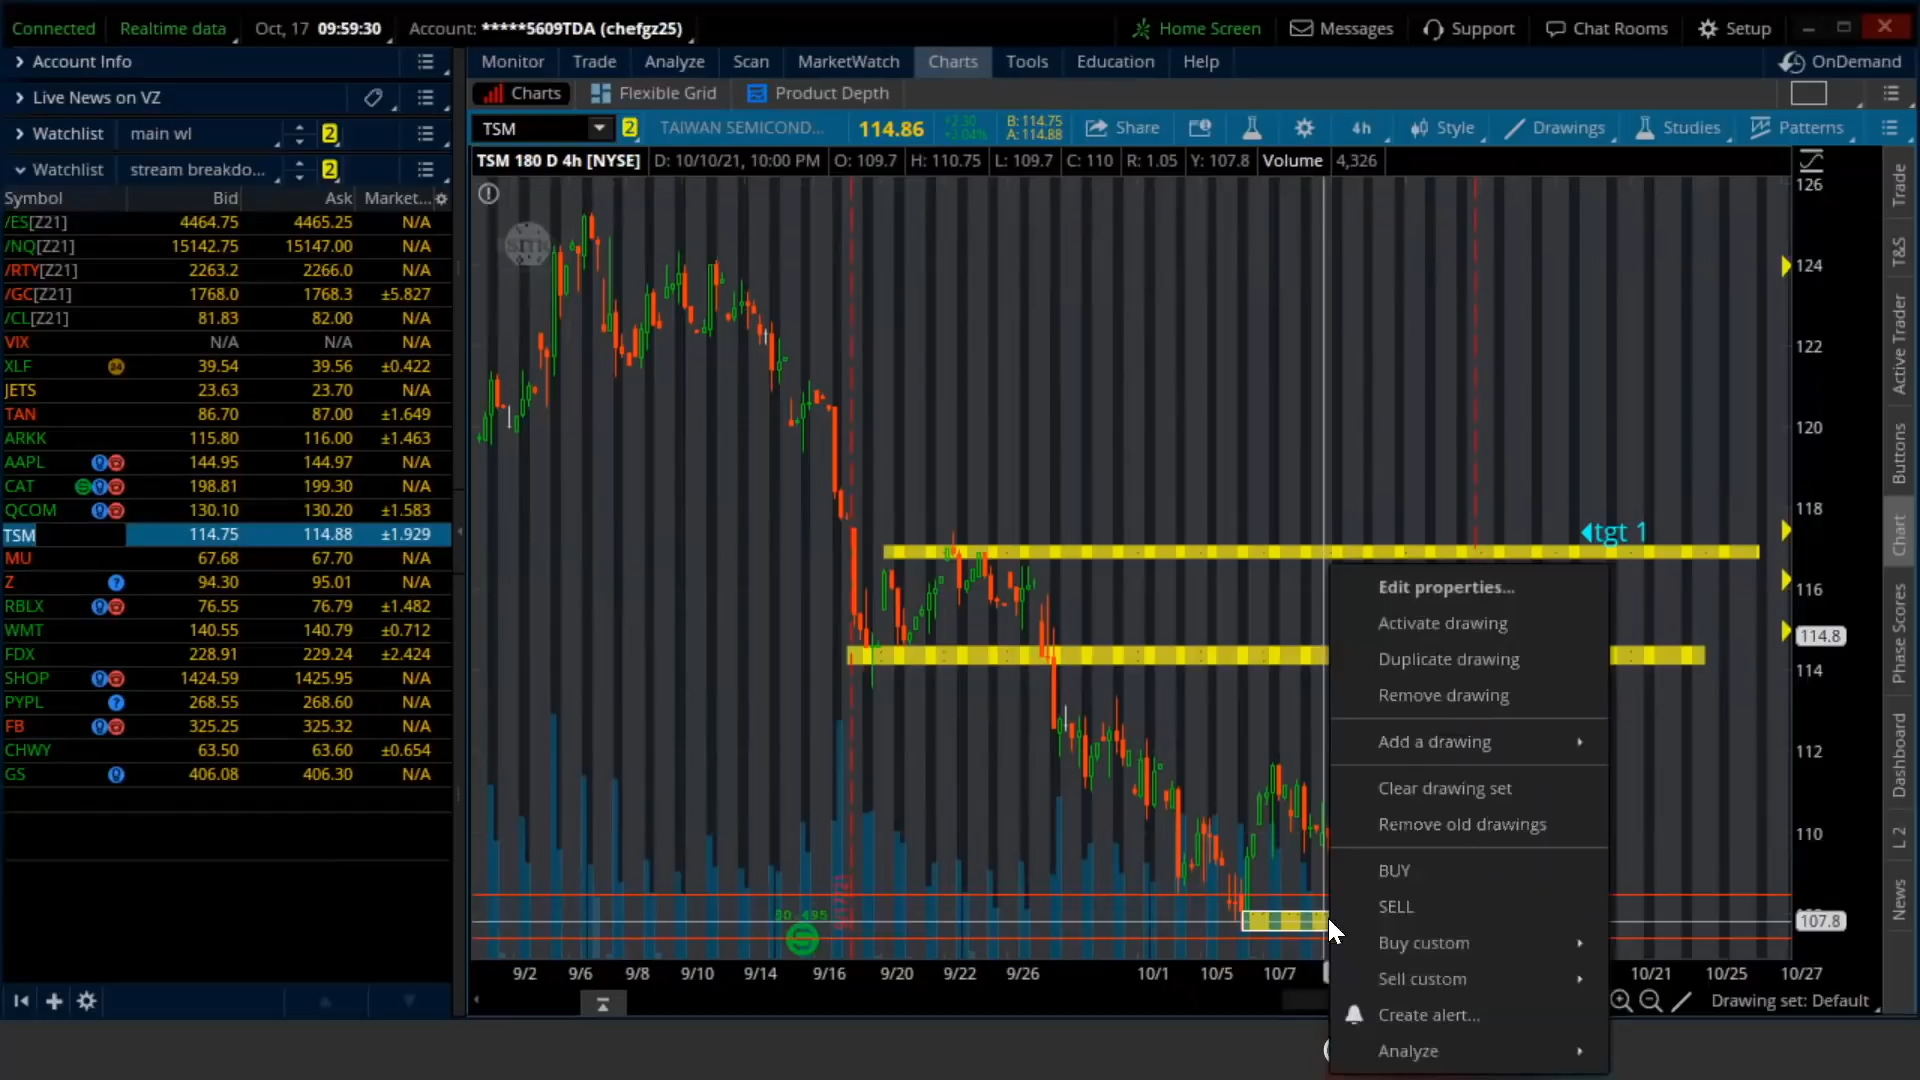 Connected Realtime data Oct, 17 09:59:30 Account: *****5609TDA (chefgz25) Home Screen Messages Support Chat Rooms Setup
Account Info
Live News on VZ
Watchlist main wl 2
Watchlist stream breakdo... 2
Symbol Bid Ask Market...
/ES[Z21] 4464.75 4465.25 N/A
/NQ[Z21] 15142.75 15147.00 N/A
/RTY[Z21] 2263.2 2266.0 N/A
/GC[Z21] 1768.0 1768.3 ±5.827
/CL[Z21] 81.83 82.00 N/A
VIX N/A N/A N/A
XLF 24 39.54 39.56 ±0.422
JETS 23.63 23.70 N/A
TAN 86.70 87.00 ±1.649
ARKK 115.80 116.00 ±1.463
AAPL 144.95 144.97 N/A
CAT 198.81 199.30 N/A
QCOM 130.10 130.20 ±1.583
TSM 114.75 114.88 ±1.929
MU 67.68 67.70 N/A
Z ? 94.30 95.01 N/A
RBLX 76.55 76.79 ±1.482
WMT 140.55 140.79 ±0.712
FDX 228.91 229.24 ±2.424
SHOP 1424.59 1425.95 N/A
PYPL ? 268.55 268.60 N/A
FB 325.25 325.32 N/A
CHWY 63.50 63.60 ±0.654
GS 406.08 406.30 N/A
Monitor Trade Analyze Scan MarketWatch Charts Tools Education Help OnDemand
Charts Flexible Grid Product Depth
TSM 2 TAIWAN SEMICOND... 114.86 B: 114.75 Share 4h Style Drawings Studies Patterns
A: 114.88
TSM 180 D 4h [NYSE] D: 10/10/21, 10:00 PM O: 109.7 H: 110.75 L: 109.7 C: 110 R: 1.05 Y: 107.8 Volume 4,326
126
124
122
120
118
tgt 1
116
114.8
114
112
110
107.8
Edit properties...
Activate drawing
Duplicate drawing
Remove drawing
Add a drawing
Clear drawing set
Remove old drawings
BUY
SELL
Buy custom
Sell custom
Create alert...
Analyze
$0.495
9/2 9/6 9/8 9/10 9/14 9/16 9/20 9/22 9/26 10/1 10/5 10/7 10/21 10/25 10/27
Drawing set: Default
Trade
T&S
Active Trader
Buttons
Chart
Phase Scores
Dashboard
L 2
News